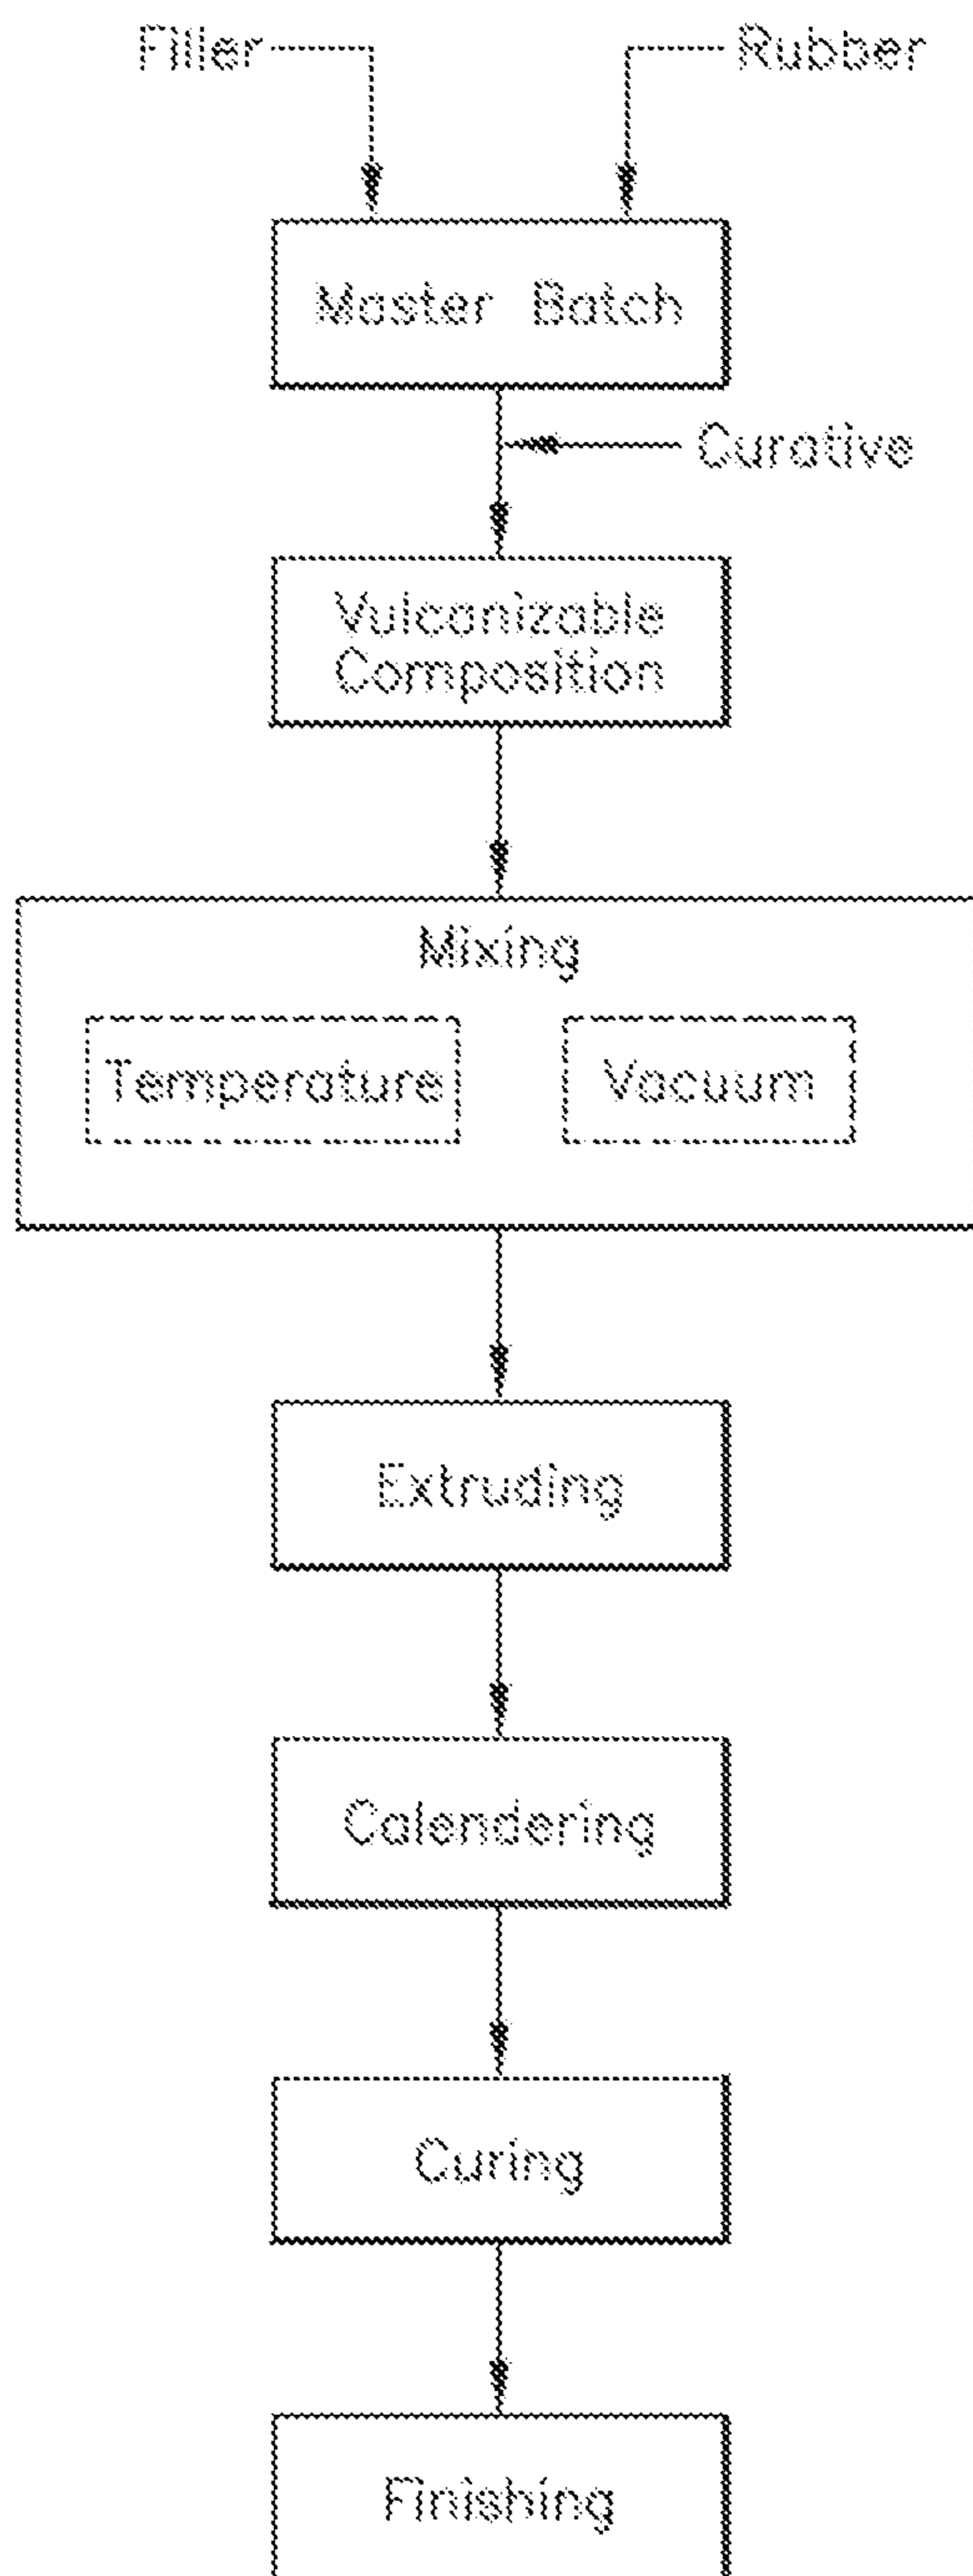 Filler
Rubber
Master Batch
Curative
Vulcanizable
Composition
Mixing
Temperature
Vacuum
Extruding
Calendering
Curing
Finishing